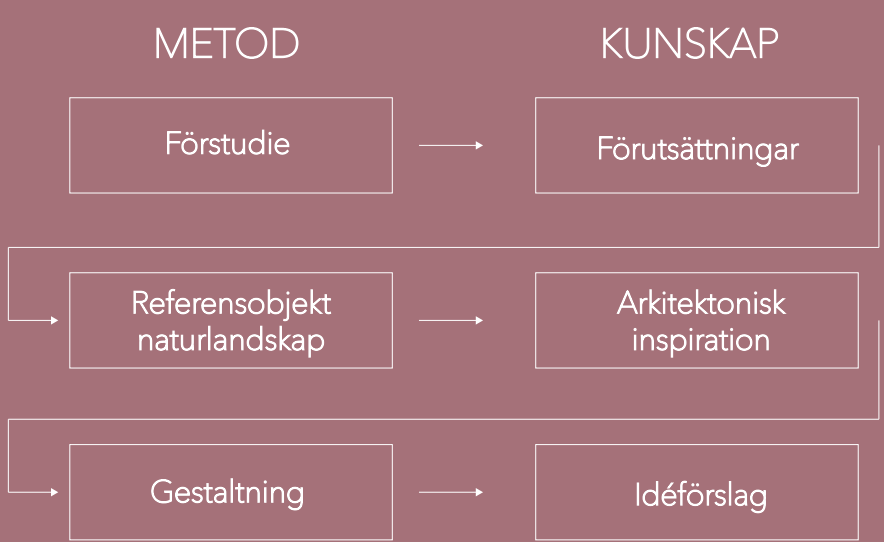 METOD
KUNSKAP
Förstudie
Förutsättningar
Referensobjekt
naturlandskap
Arkitektonisk
inspiration
Gestaltning
Idéförslag